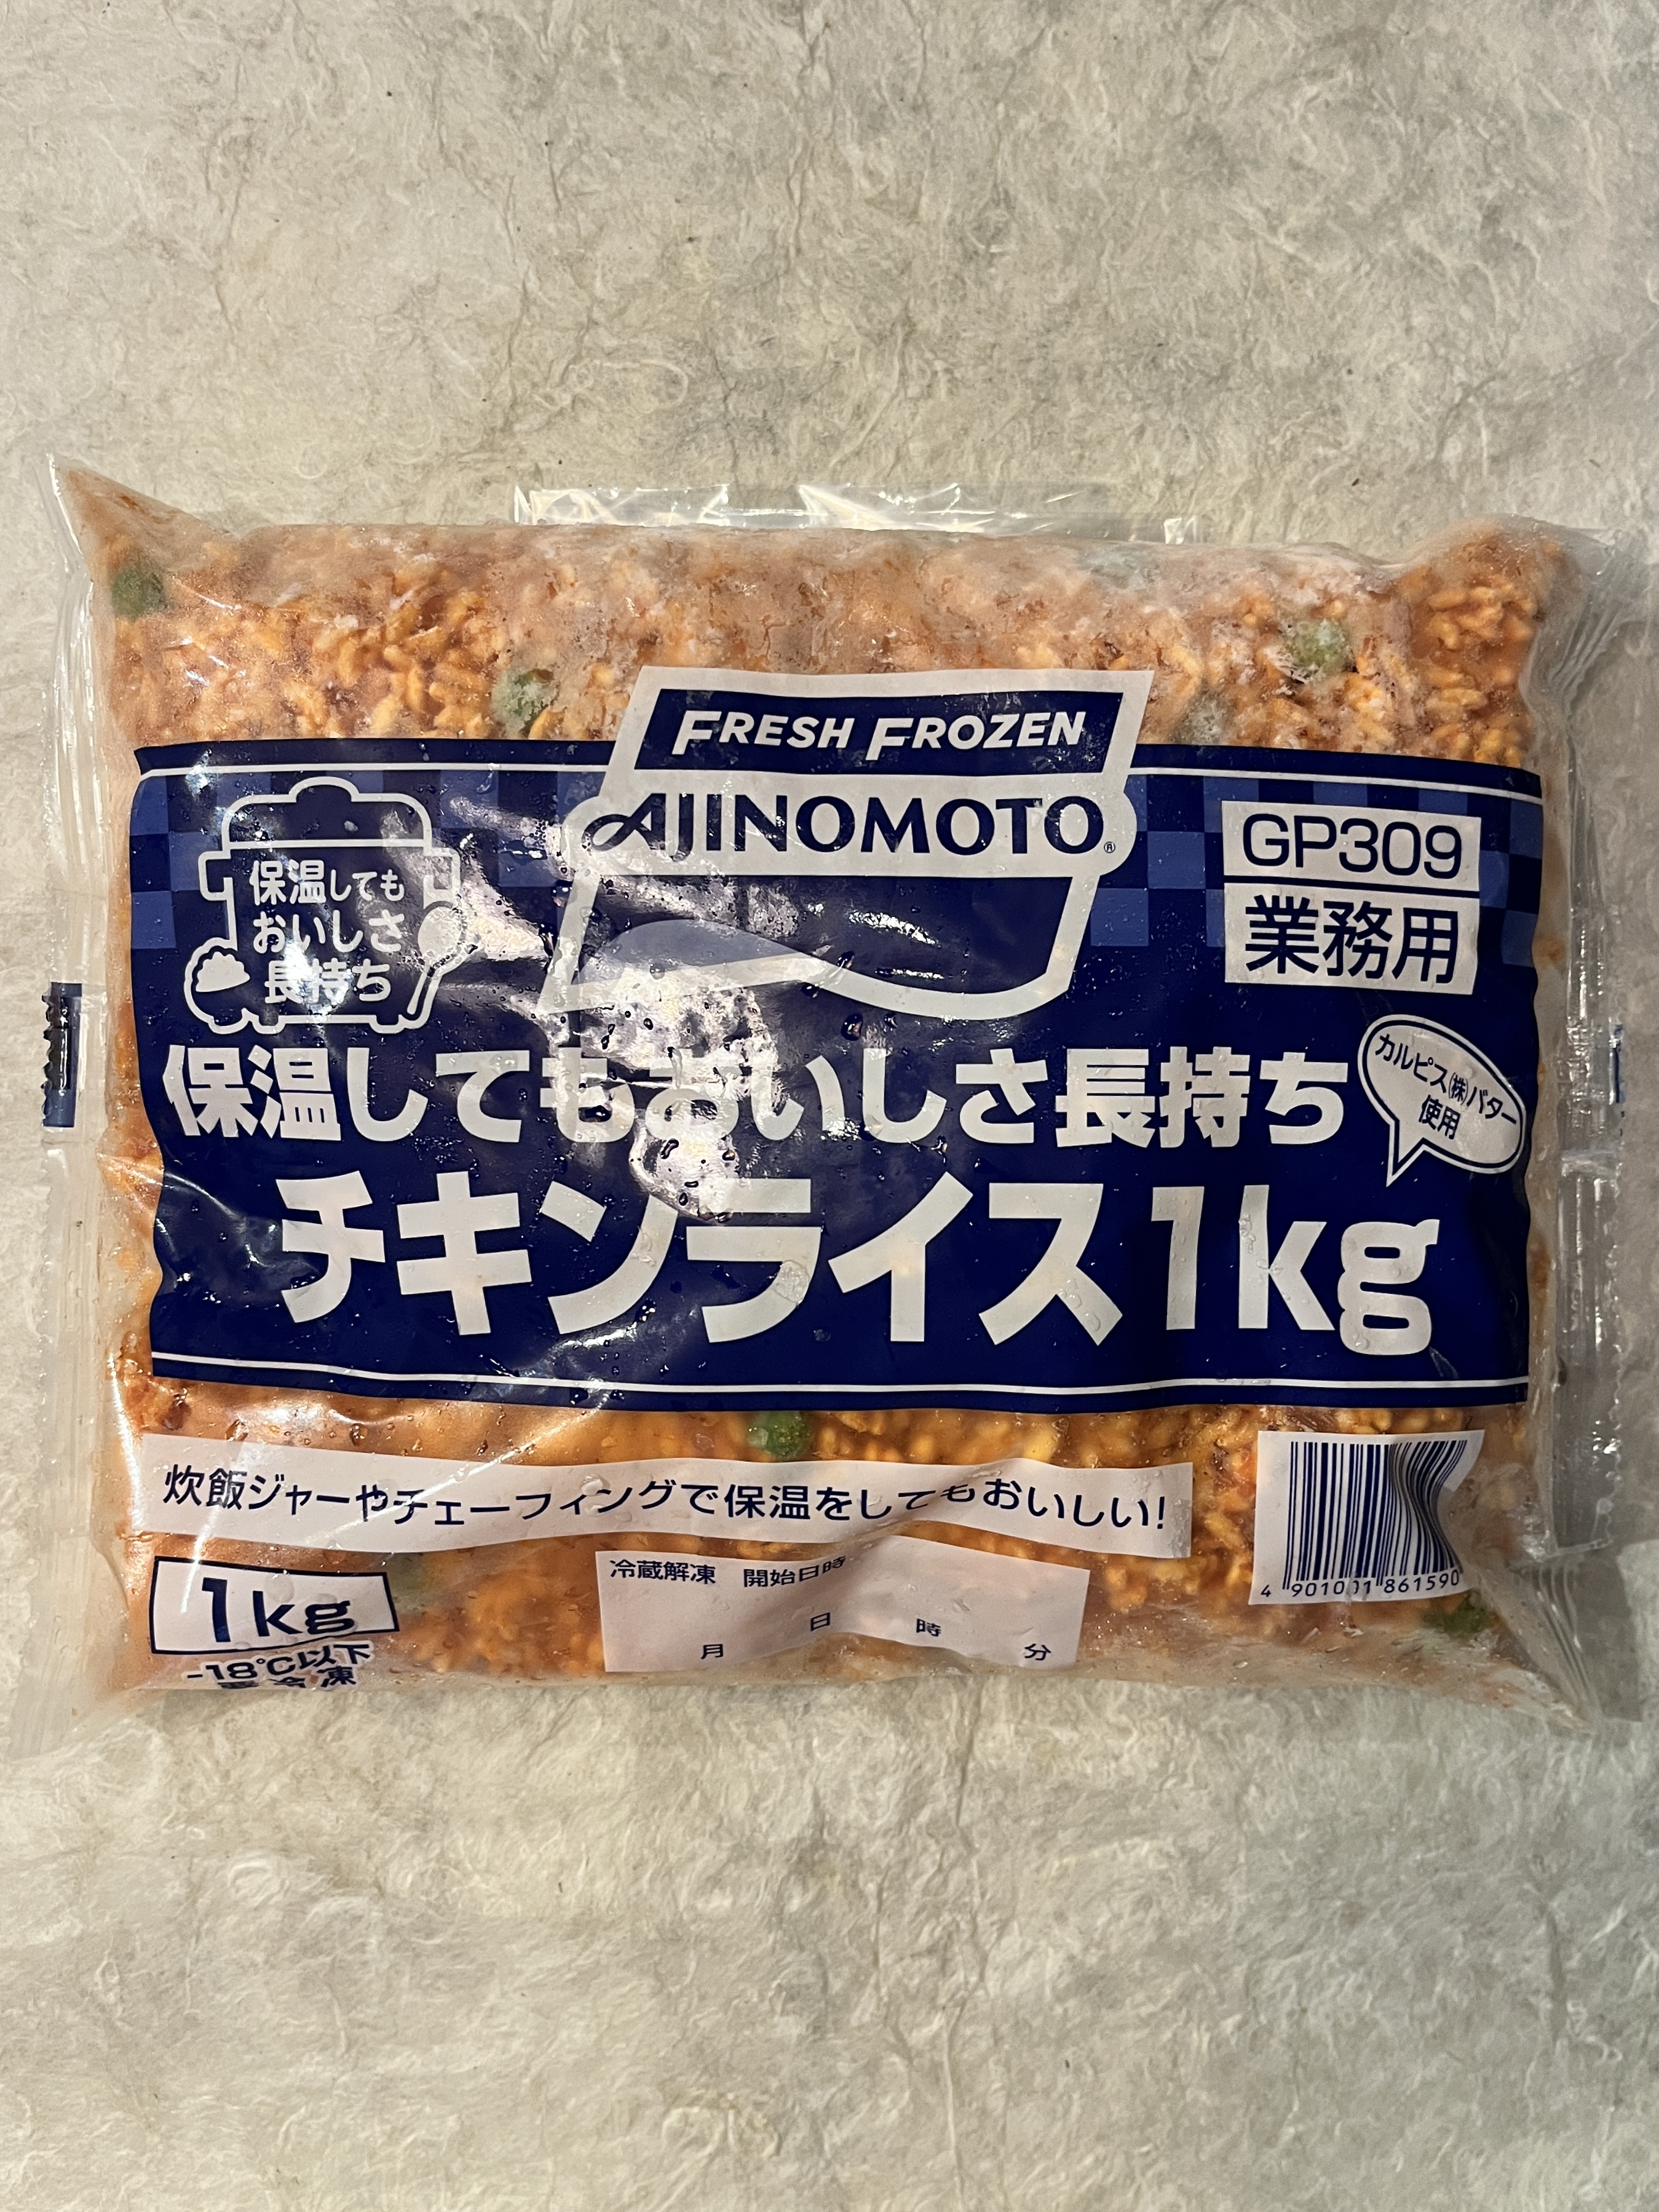 FRESH FROZEN
AJINOMOTO®
GP309
業務用
保温しても
おいしさ
長持ち
保温してもおいしさ長持ち
カルピス㈱バター
使用
チキンライス1kg
炊飯ジャーやチェーフィングで保温をしてもおいしい!
1kg
-18℃以下
冷蔵解凍 開始日時
月 日 時 分
4 901001 861590